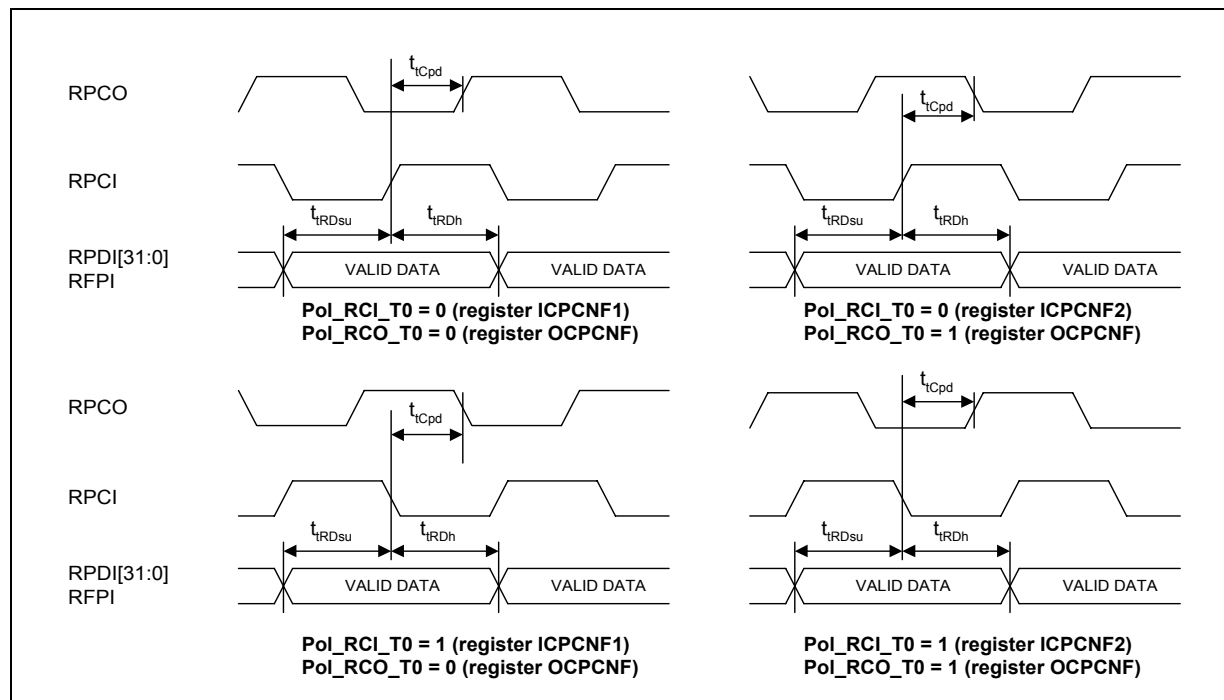 RPCO
t_tCpd
RPCI
t_tRDsu t_tRDh
RPDI[31:0]
RFPI
VALID DATA VALID DATA
Pol_RCI_T0 = 0 (register ICPCNF1)
Pol_RCO_T0 = 0 (register OCPCNF)
t_tCpd
t_tRDsu t_tRDh
VALID DATA VALID DATA
Pol_RCI_T0 = 0 (register ICPCNF2)
Pol_RCO_T0 = 1 (register OCPCNF)
RPCO
t_tCpd
RPCI
t_tRDsu t_tRDh
RPDI[31:0]
RFPI
VALID DATA VALID DATA
Pol_RCI_T0 = 1 (register ICPCNF1)
Pol_RCO_T0 = 0 (register OCPCNF)
t_tCpd
t_tRDsu t_tRDh
VALID DATA VALID DATA
Pol_RCI_T0 = 1 (register ICPCNF2)
Pol_RCO_T0 = 1 (register OCPCNF)